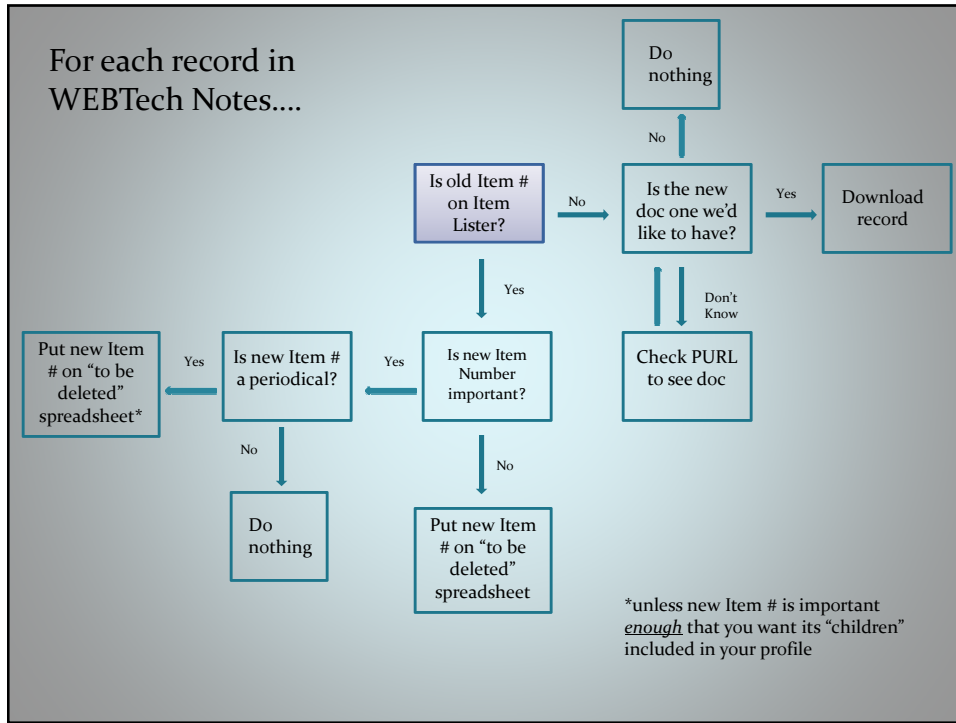 For each record in
WEBTech Notes....
Do
nothing
No
Is old Item #
on Item
Lister?
No
Is the new
doc one we’d
like to have?
Yes
Download
record
Yes
Don’t
Know
Put new Item
# on “to be
deleted”
spreadsheet*
Yes
Is new Item #
a periodical?
Yes
Is new Item
Number
important?
Check PURL
to see doc
No
No
Do
nothing
Put new Item
# on “to be
deleted”
spreadsheet
*unless new Item # is important
enough that you want its “children”
included in your profile